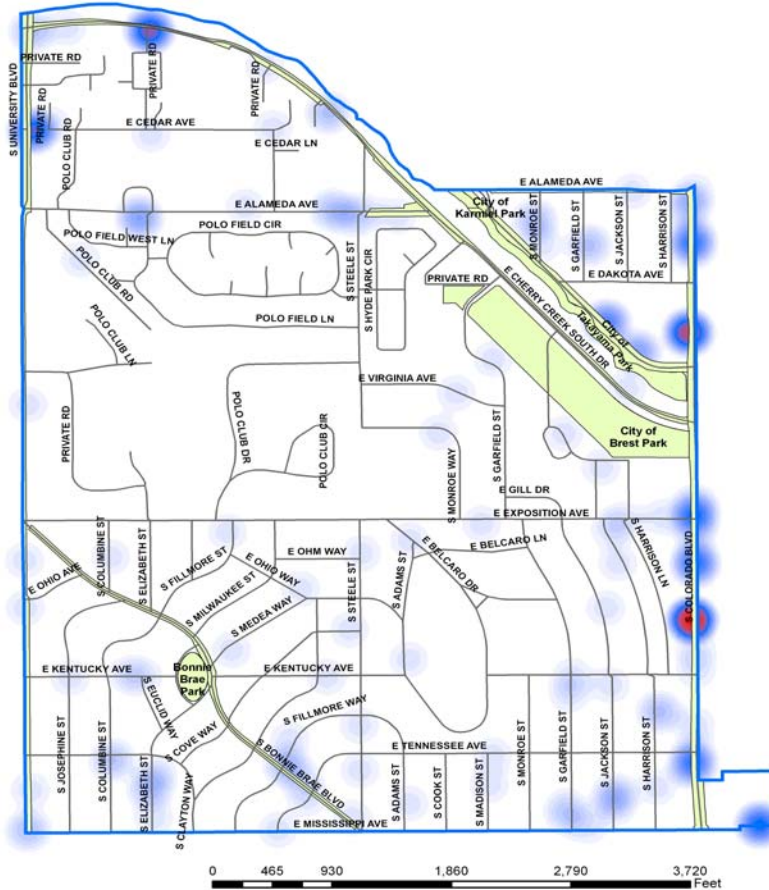 PRIVATE RD
S UNIVERSITY BLVD
PRIVATE RD
PRIVATE RD
PRIVATE RD
POLO CLUB RD
E CEDAR AVE
E CEDAR LN
E ALAMEDA AVE
E ALAMEDA AVE
City of
Karmiel Park
S MONROE ST
S GARFIELD ST
S JACKSON ST
S HARRISON ST
POLO FIELD CIR
POLO FIELD WEST LN
POLO CLUB RD
S STEELE ST
S HYDE PARK CIR
PRIVATE RD
E DAKOTA AVE
E CHERRY CREEK SOUTH DR
City of
Takayama Park
POLO FIELD LN
POLO CLUB LN
E VIRGINIA AVE
PRIVATE RD
POLO CLUB DR
POLO CLUB CIR
S MONROE WAY
S GARFIELD ST
City of
Brest Park
E GILL DR
E EXPOSITION AVE
S COLUMBINE ST
S ELIZABETH ST
S FILLMORE ST
E OHIO AVE
E OHM WAY
E OHIO WAY
S MILWAUKEE ST
S MEDEA WAY
S STEELE ST
S ADAMS ST
E BELCARO DR
E BELCARO LN
S HARRISON LN
S COLORADO BLVD
E KENTUCKY AVE
Bonnie
Brae
Park
E KENTUCKY AVE
S EUCLID WAY
S COVE WAY
S FILLMORE WAY
S JOSEPHINE ST
S COLUMBINE ST
S ELIZABETH ST
S CLAYTON WAY
S BONNIE BRAE BLVD
E TENNESSEE AVE
S ADAMS ST
S COOK ST
S MADISON ST
S MONROE ST
S GARFIELD ST
S JACKSON ST
S HARRISON ST
E MISSISSIPPI AVE
0 465 930 1,860 2,790 3,720
Feet